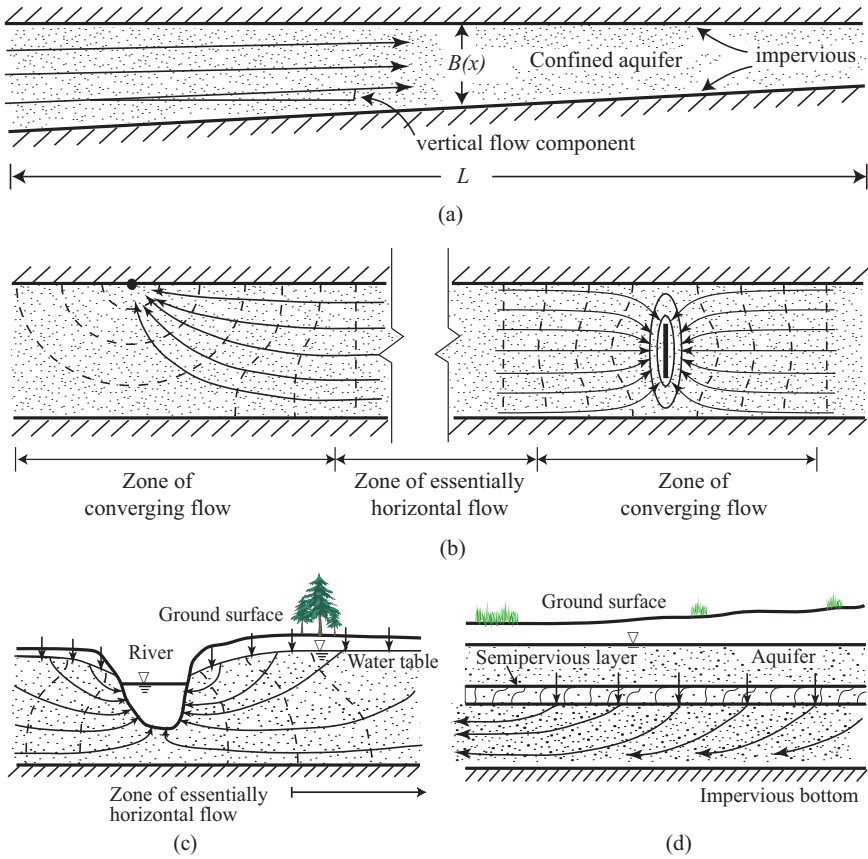 B(x)
Confined aquifer
impervious
vertical flow component
L
(a)
Zone of
converging flow
Zone of essentially
horizontal flow
Zone of
converging flow
(b)
Ground surface
River
Water table
Zone of essentially
horizontal flow
(c)
Ground surface
Semipervious layer
Aquifer
Impervious bottom
(d)